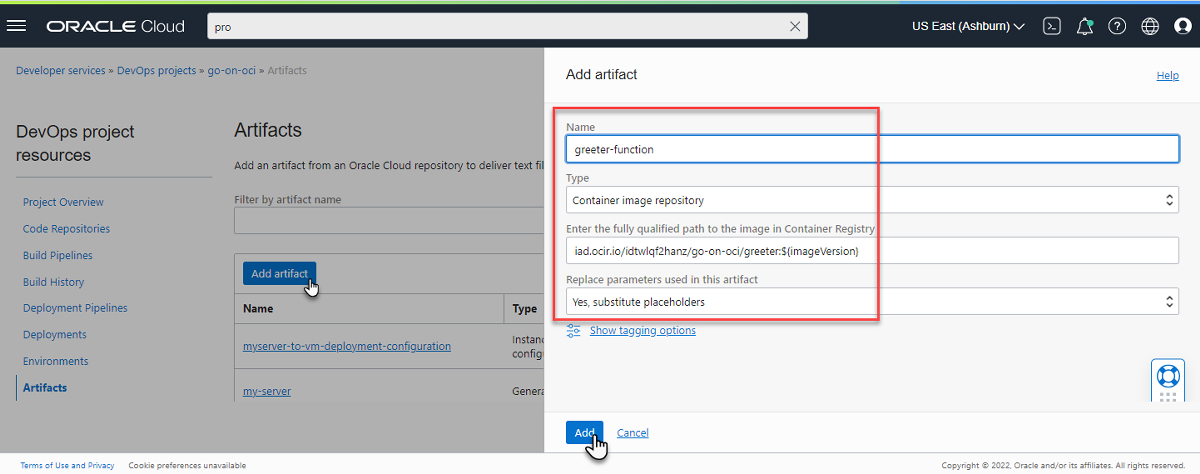 ORACLE Cloud
pro
US East (Ashburn)
Developer services » DevOps projects » go-on-oci » Artifacts
DevOps project
resources
Project Overview
Code Repositories
Build Pipelines
Build History
Deployment Pipelines
Deployments
Environments
Artifacts
Artifacts
Add an artifact from an Oracle Cloud repository to deliver text fil
Filter by artifact name
Add artifact
Name Type
myserver-to-vm-deployment-configuration Instanc
config
my-server Genera
Add artifact
Help
Name
greeter-function
Type
Container image repository
Enter the fully qualified path to the image in Container Registry
iad.ocir.io/idtwlqf2hanz/go-on-oci/greeter:${imageVersion}
Replace parameters used in this artifact
Yes, substitute placeholders
Show tagging options
Add Cancel
Terms of Use and Privacy Cookie preferences unavailable
Copyright © 2022, Oracle and/or its affiliates. All rights reserved.